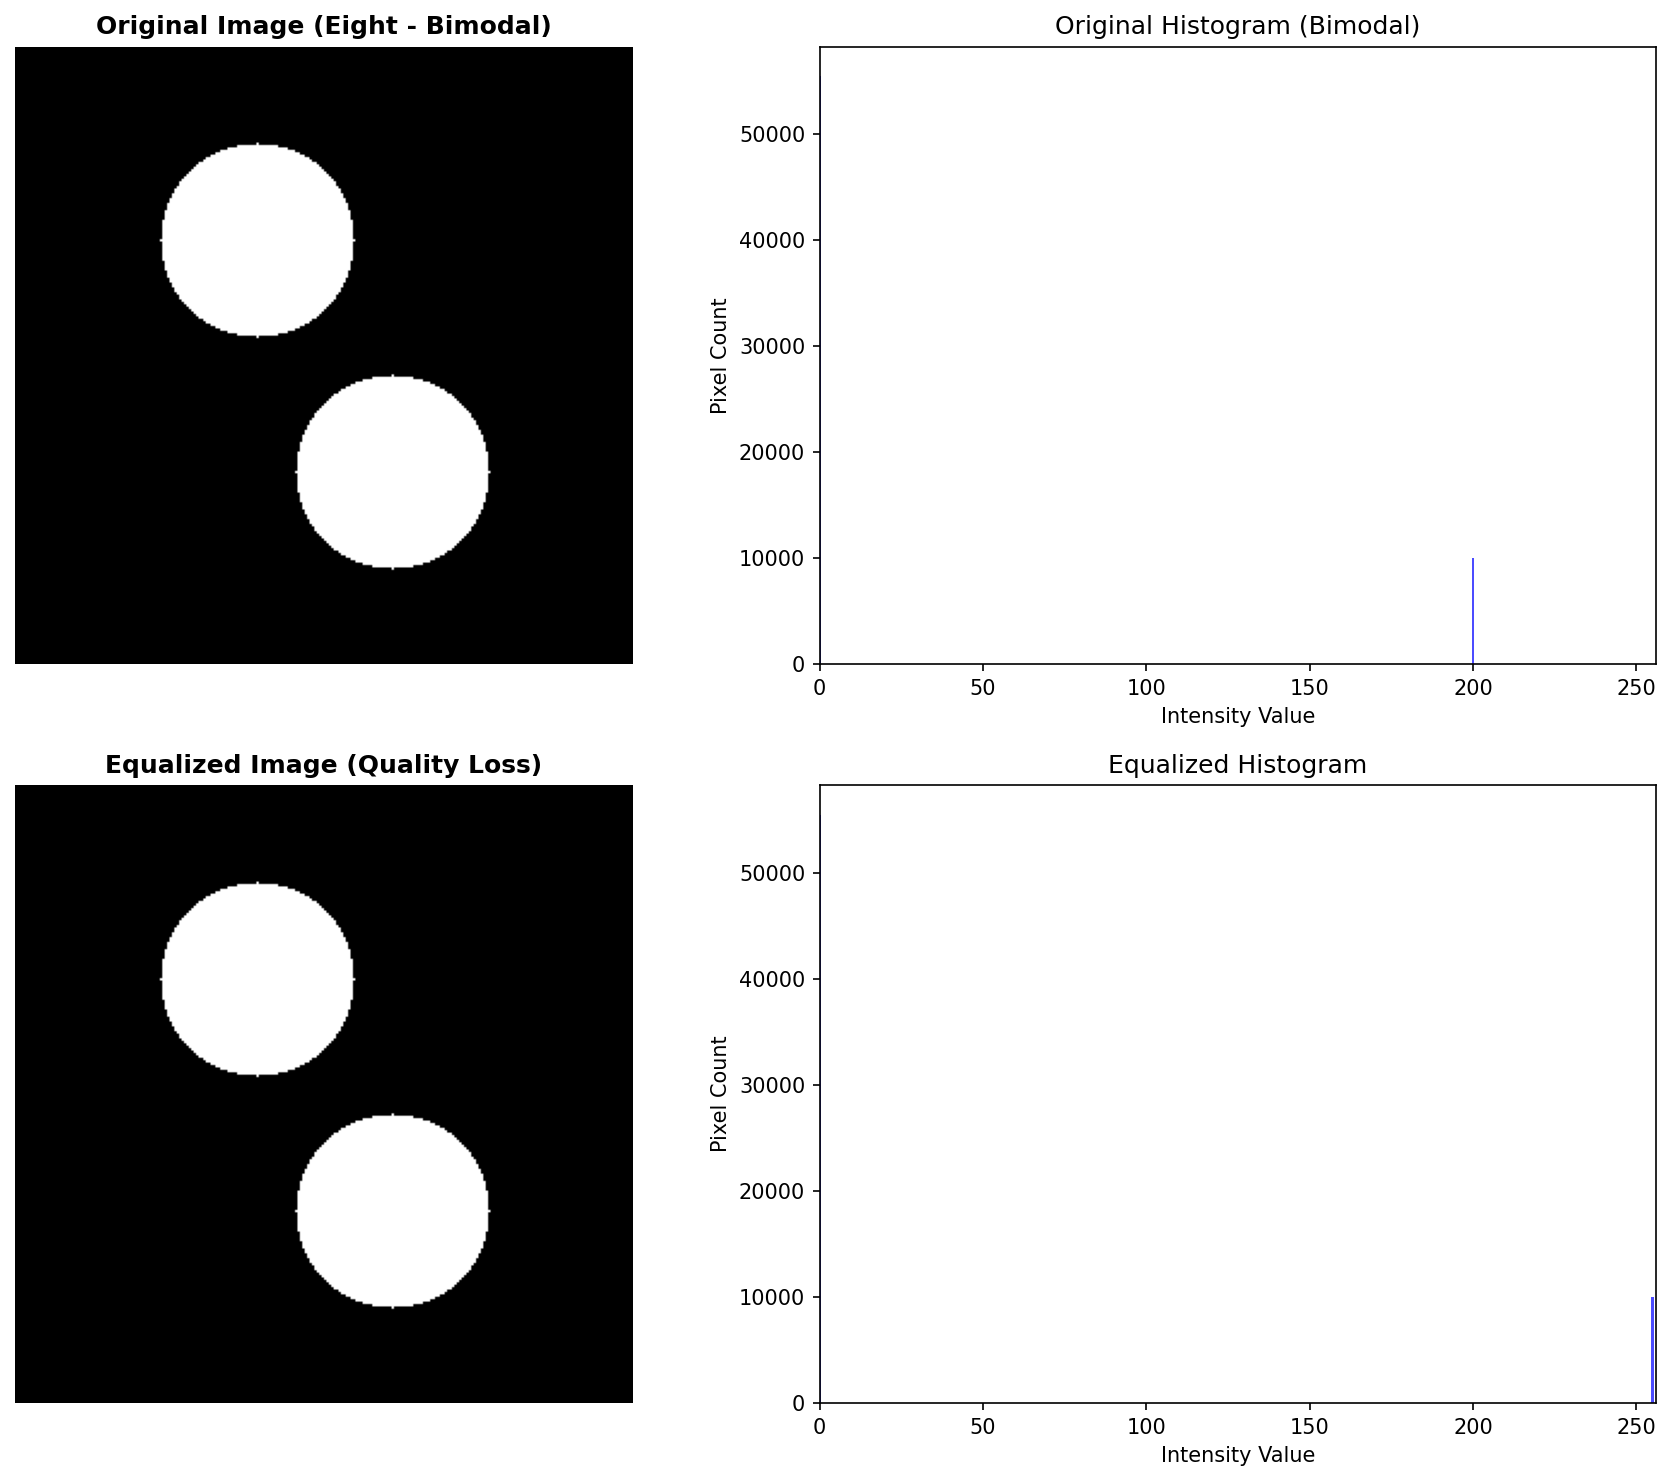 Original Image (Eight - Bimodal)
Original Histogram (Bimodal)
Pixel Count
50000
40000
30000
20000
10000
0
0 50 100 150 200 250
Intensity Value
Equalized Image (Quality Loss)
Equalized Histogram
Pixel Count
50000
40000
30000
20000
10000
0
0 50 100 150 200 250
Intensity Value